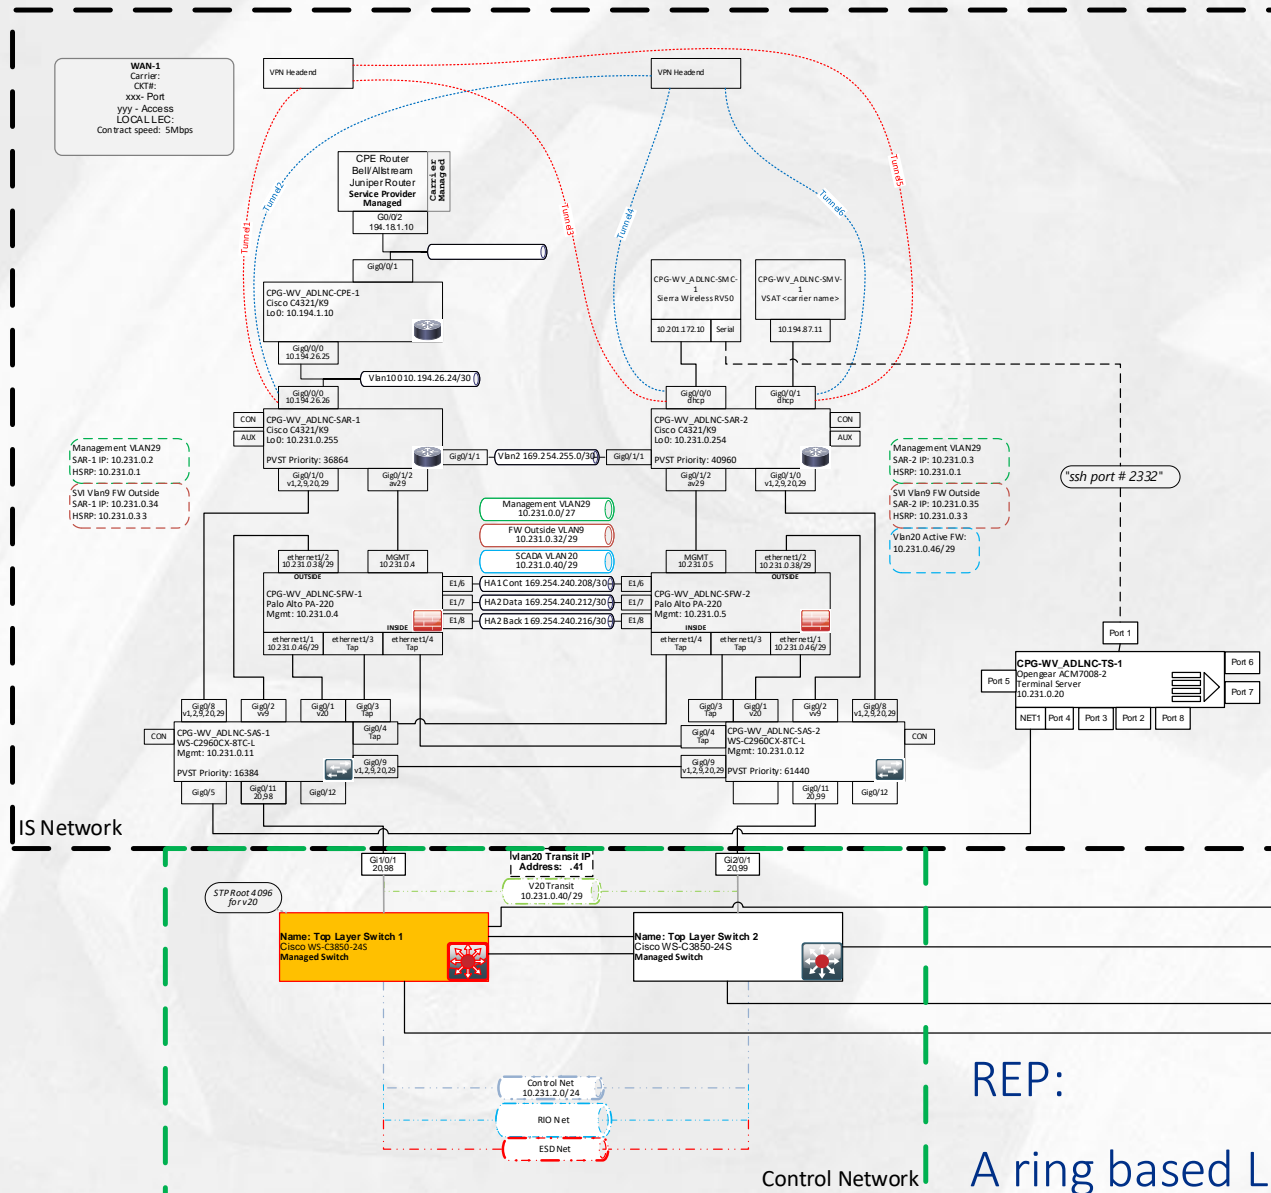 WAN-1
Carrier:
CKT#:
xxx- Port
yyy - Access
LOCAL LEC:
Contract speed: 5Mbps
VPN Headend
VPN Headend
Tunnel1
Tunnel2
Tunnel3
Tunnel4
Tunnel5
Tunnel6
CPE Router
Bell/Allstream
Juniper Router
Service Provider
Managed
Carrier
Managed
G0/0/2
194.18.1.10
Gig0/0/1
CPG-WV_ADLNC-CPE-1
Cisco C4321/K9
Lo0: 10.194.1.10
Gig0/0/0
10.194.26.25
Vlan100 10.194.26.24/30
CPG-WV_ADLNC-SMC-
1
Sierra Wireless RV50
10.201.172.10
Serial
CPG-WV_ADLNC-SMV-
1
VSAT <carrier name>
10.194.87.11
Gig0/0/0
10.194.26.26
CON
AUX
CPG-WV_ADLNC-SAR-1
Cisco C4321/K9
Lo0: 10.231.0.255
PVST Priority: 36864
Gig0/1/1
Vlan2 169.254.255.0/30
Gig0/1/1
Gig0/0/0
dhcp
Gig0/0/1
dhcp
CPG-WV_ADLNC-SAR-2
Cisco C4321/K9
Lo0: 10.231.0.254
PVST Priority: 40960
CON
AUX
Management VLAN29
SAR-1 IP: 10.231.0.2
HSRP: 10.231.0.1
SVI Vlan9 FW Outside
SAR-1 IP: 10.231.0.34
HSRP: 10.231.0.33
Management VLAN29
SAR-2 IP: 10.231.0.3
HSRP: 10.231.0.1
SVI Vlan9 FW Outside
SAR-2 IP: 10.231.0.35
HSRP: 10.231.0.33
Vlan20 Active FW:
10.231.0.46/29
"ssh port # 2332"
Gig0/1/0
v1,2,9,20,29
Gig0/1/2
av29
Gig0/1/2
av29
Gig0/1/0
v1,2,9,20,29
Management VLAN29
10.231.0.0/27
FW Outside VLAN9
10.231.0.32/29
SCADA VLAN20
10.231.0.40/29
ethernet1/2
10.231.0.38/29
MGMT
10.231.0.4
MGMT
10.231.0.5
ethernet1/2
10.231.0.38/29
OUTSIDE
CPG-WV_ADLNC-SFW-1
Palo Alto PA-220
Mgmt: 10.231.0.4
INSIDE
E1/6
HA1 Cont 169.254.240.208/30
E1/6
E1/7
HA2 Data 169.254.240.212/30
E1/7
E1/8
HA2 Back 169.254.240.216/30
E1/8
OUTSIDE
CPG-WV_ADLNC-SFW-2
Palo Alto PA-220
Mgmt: 10.231.0.5
INSIDE
ethernet1/1
10.231.0.46/29
ethernet1/3
Tap
ethernet1/4
Tap
ethernet1/4
Tap
ethernet1/3
Tap
ethernet1/1
10.231.0.46/29
Port 1
CPG-WV_ADLNC-TS-1
Opengear ACM7008-2
Terminal Server
10.231.0.20
Port 5
Port 6
Port 7
NET1
Port 4
Port 3
Port 2
Port 8
Gig0/8
v1,2,9,20,29
Gig0/2
vv9
Gig0/1
v20
Gig0/3
Tap
Gig0/4
Tap
CON
CPG-WV_ADLNC-SAS-1
WS-C2960CX-8TC-L
Mgmt: 10.231.0.11
PVST Priority: 16384
Gig0/9
v1,2,9,20,29
Gig0/5
Gig0/11
20,98
Gig0/12
Gig0/3
Tap
Gig0/1
v20
Gig0/2
vv9
Gig0/8
v1,2,9,20,29
Gig0/4
Tap
CPG-WV_ADLNC-SAS-2
WS-C2960CX-8TC-L
Mgmt: 10.231.0.12
PVST Priority: 61440
CON
Gig0/9
v1,2,9,20,29
Gig0/11
20,99
Gig0/12
IS Network
Gi1/0/1
20,98
Vlan20 Transit IP
Address: .41
V20 Transit
10.231.0.40/29
Gi2/0/1
20,99
STP Root 4096
for v20
Name: Top Layer Switch 1
Cisco WS-C3850-24S
Managed Switch
Name: Top Layer Switch 2
Cisco WS-C3850-24S
Managed Switch
Control Net
10.231.2.0/24
RIO Net
ESD Net
Control Network
REP:
A ring based L